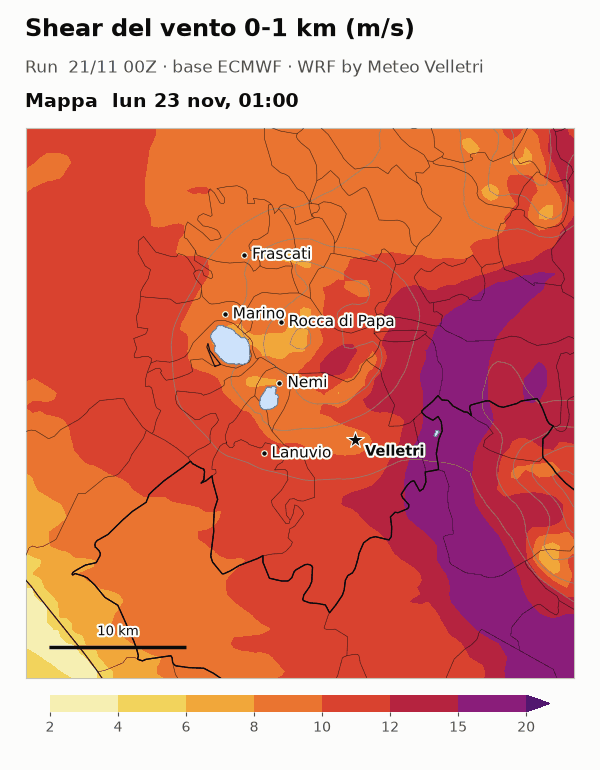 Shear del vento 0-1 km (m/s)
Run  21/11 00Z · base ECMWF · WRF by Meteo Velletri
Mappa  lun 23 nov, 01:00
Frascati
Marino
Rocca di Papa
Nemi
Velletri
Lanuvio
10 km
2 4 6 8 10 12 15 20